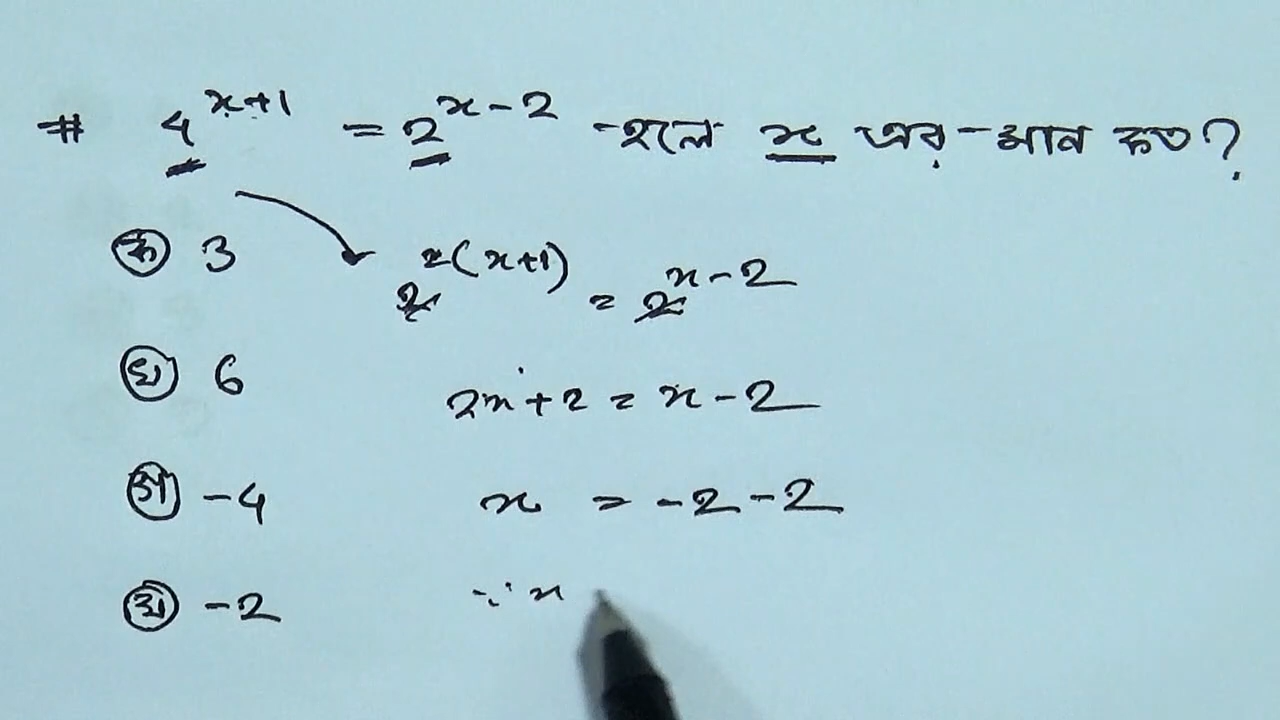 # 4^(x+1) = 2^(x-2) হলে x এর মান কত?
ক 3
2^2(x+1) = 2^(x-2)
খ 6
2x+2 = x-2
গ -4
x = -2-2
ঘ -2
∴ x